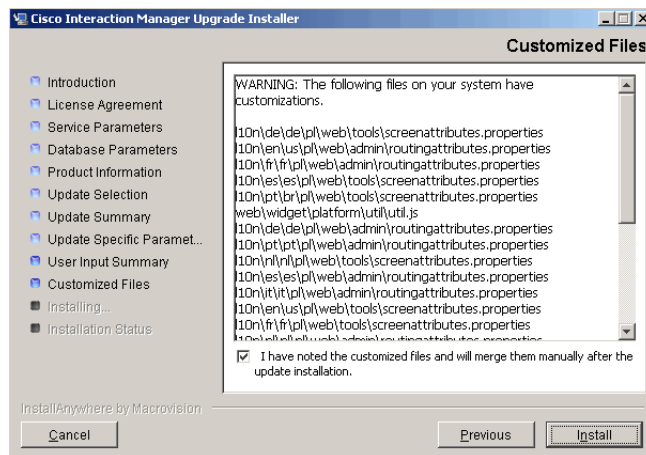 Cisco Interaction Manager Upgrade Installer
Customized Files
Introduction
License Agreement
Service Parameters
Database Parameters
Product Information
Update Selection
Update Summary
Update Specific Paramet...
User Input Summary
Customized Files
Installing...
Installation Status
WARNING: The following files on your system have
customizations.
l10n\de\de\pl\web\tools\screenattributes.properties
l10n\en\us\pl\web\admin\routingattributes.properties
l10n\fr\fr\pl\web\admin\routingattributes.properties
l10n\es\es\pl\web\tools\screenattributes.properties
l10n\pt\br\pl\web\tools\screenattributes.properties
web\widget\platform\util\util.js
l10n\de\de\pl\web\admin\routingattributes.properties
l10n\pt\pt\pl\web\admin\routingattributes.properties
l10n\nl\nl\pl\web\tools\screenattributes.properties
l10n\es\es\pl\web\admin\routingattributes.properties
l10n\it\it\pl\web\admin\routingattributes.properties
l10n\en\us\pl\web\tools\screenattributes.properties
l10n\fr\fr\pl\web\tools\screenattributes.properties
l10n\nl\nl\pl\web\admin\routingattributes.properties
I have noted the customized files and will merge them manually after the
update installation.
InstallAnywhere by Macrovision
Cancel
Previous
Install